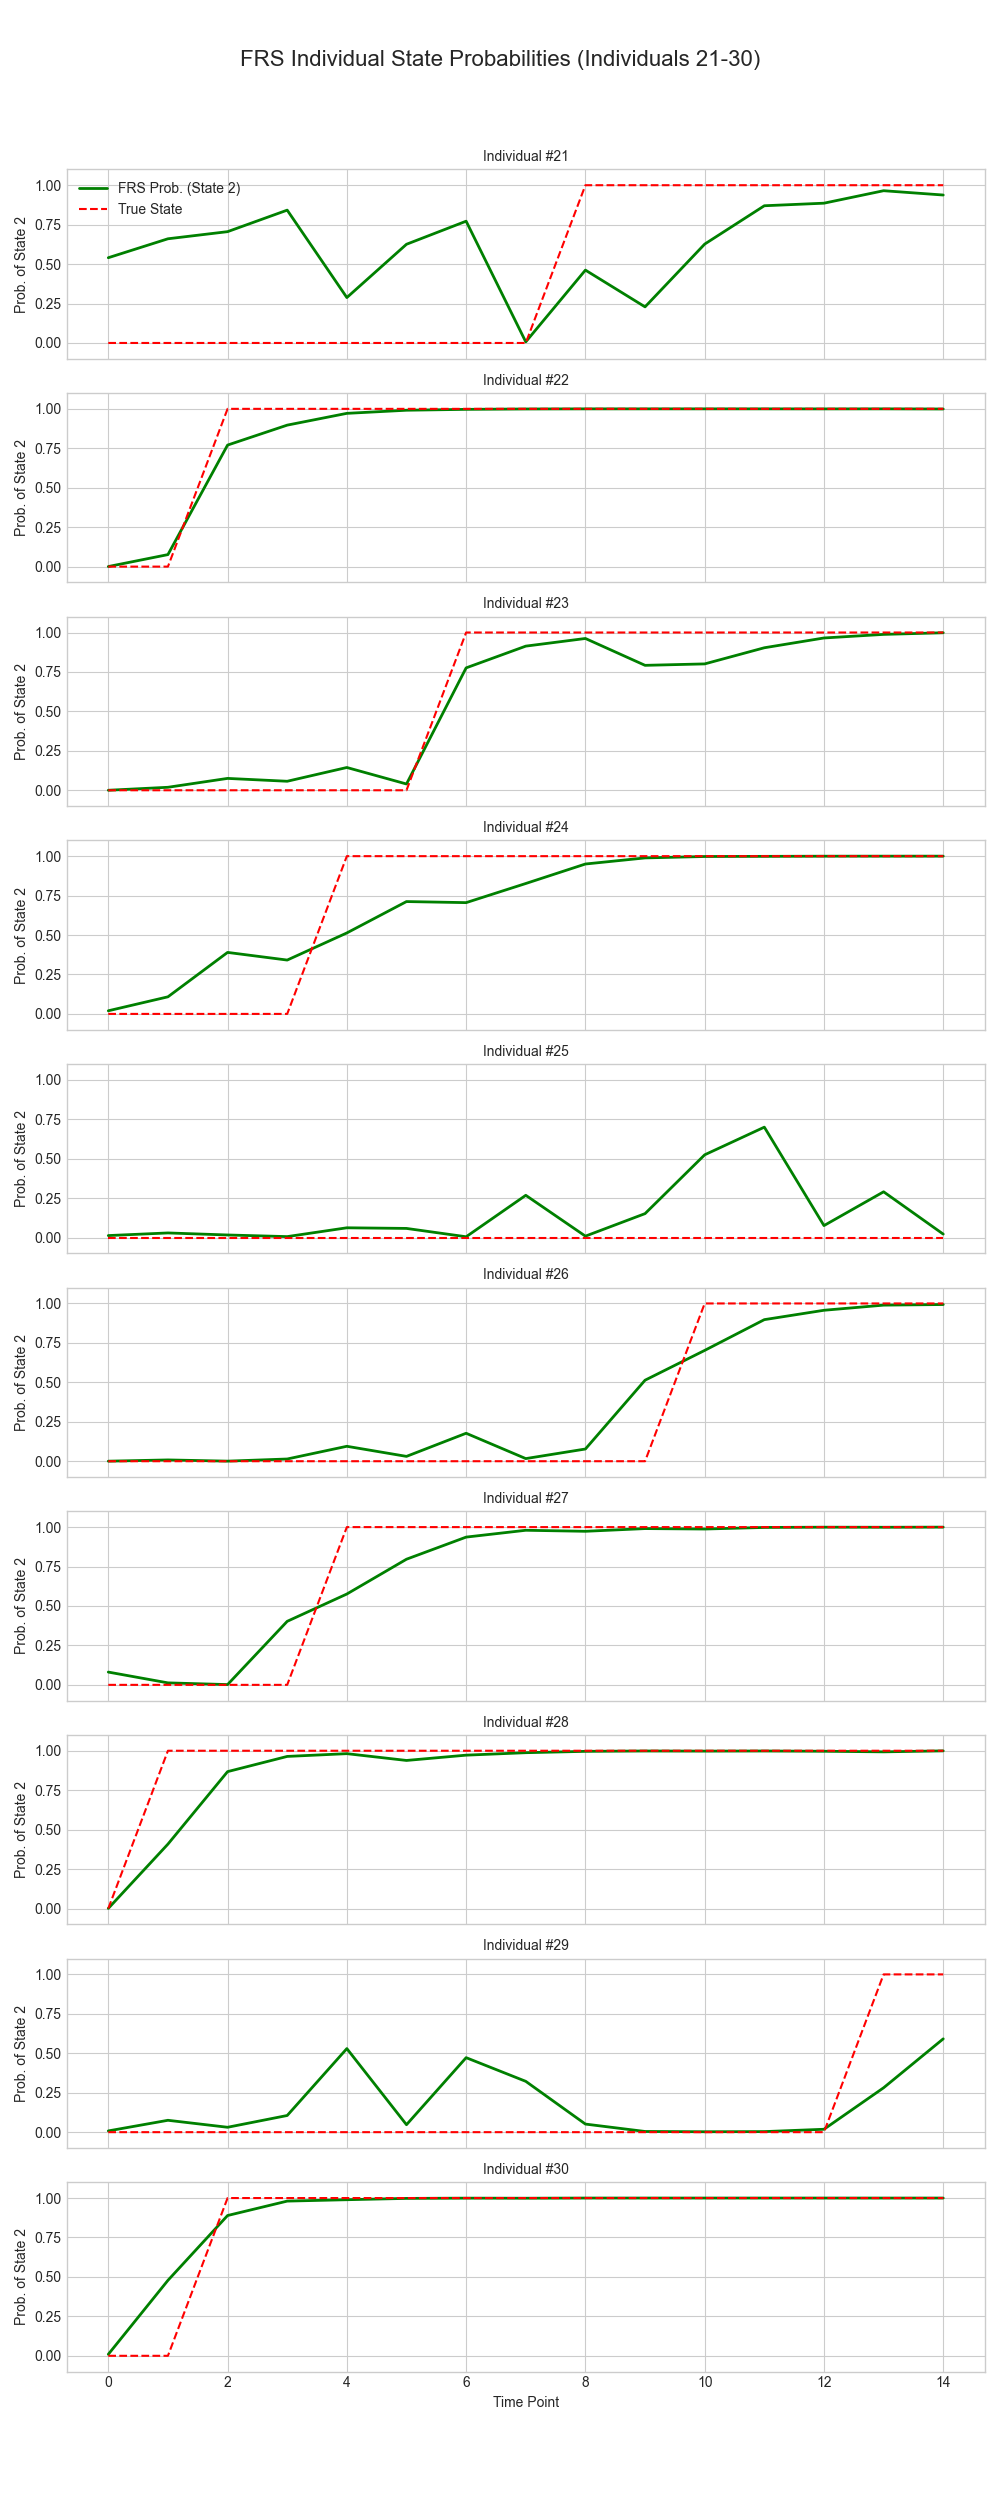 FRS Individual State Probabilities (Individuals 21-30)
Individual #21
1.00
0.75
0.50
0.25
0.00
Prob. of State 2
FRS Prob. (State 2)
True State
Individual #22
1.00
0.75
0.50
0.25
0.00
Prob. of State 2
Individual #23
1.00
0.75
0.50
0.25
0.00
Prob. of State 2
Individual #24
1.00
0.75
0.50
0.25
0.00
Prob. of State 2
Individual #25
1.00
0.75
0.50
0.25
0.00
Prob. of State 2
Individual #26
1.00
0.75
0.50
0.25
0.00
Prob. of State 2
Individual #27
1.00
0.75
0.50
0.25
0.00
Prob. of State 2
Individual #28
1.00
0.75
0.50
0.25
0.00
Prob. of State 2
Individual #29
1.00
0.75
0.50
0.25
0.00
Prob. of State 2
Individual #30
1.00
0.75
0.50
0.25
0.00
Prob. of State 2
0 2 4 6 8 10 12 14
Time Point